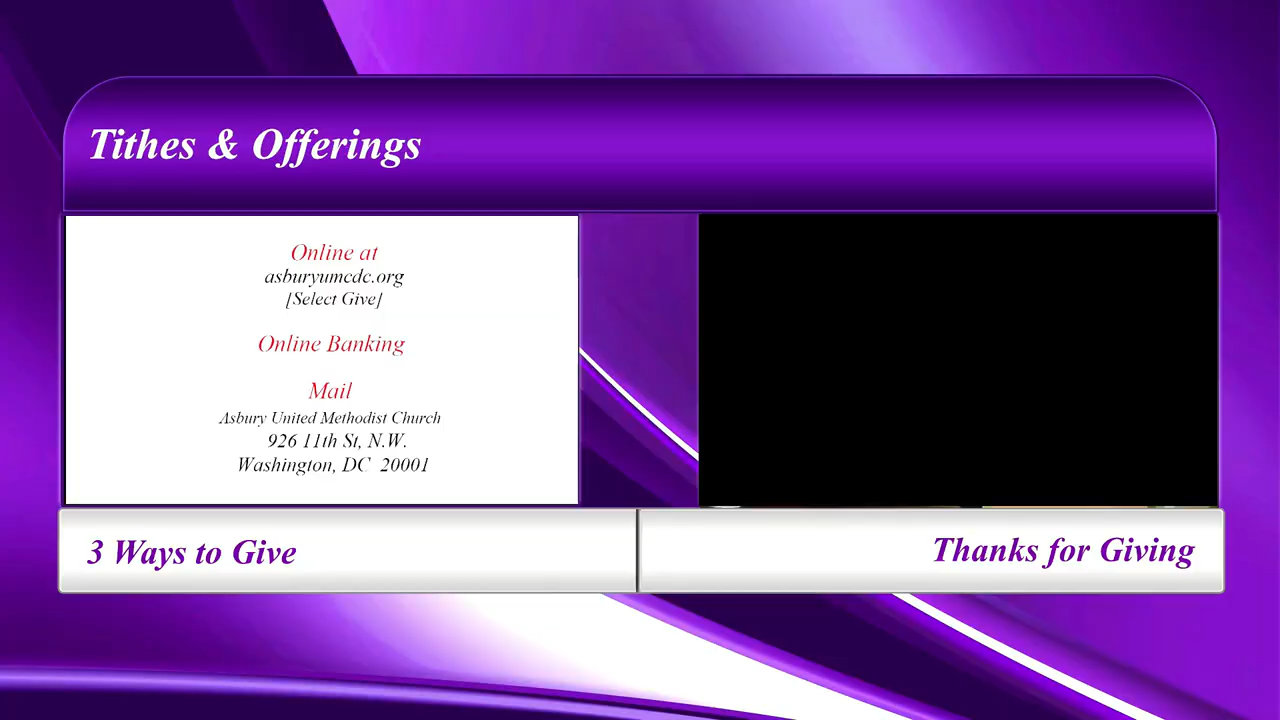 Tithes & Offerings
Online at
asburyumcdc.org
[Select Give]
Online Banking
Mail
Asbury United Methodist Church
926 11th St, N.W.
Washington, DC 20001
3 Ways to Give
Thanks for Giving